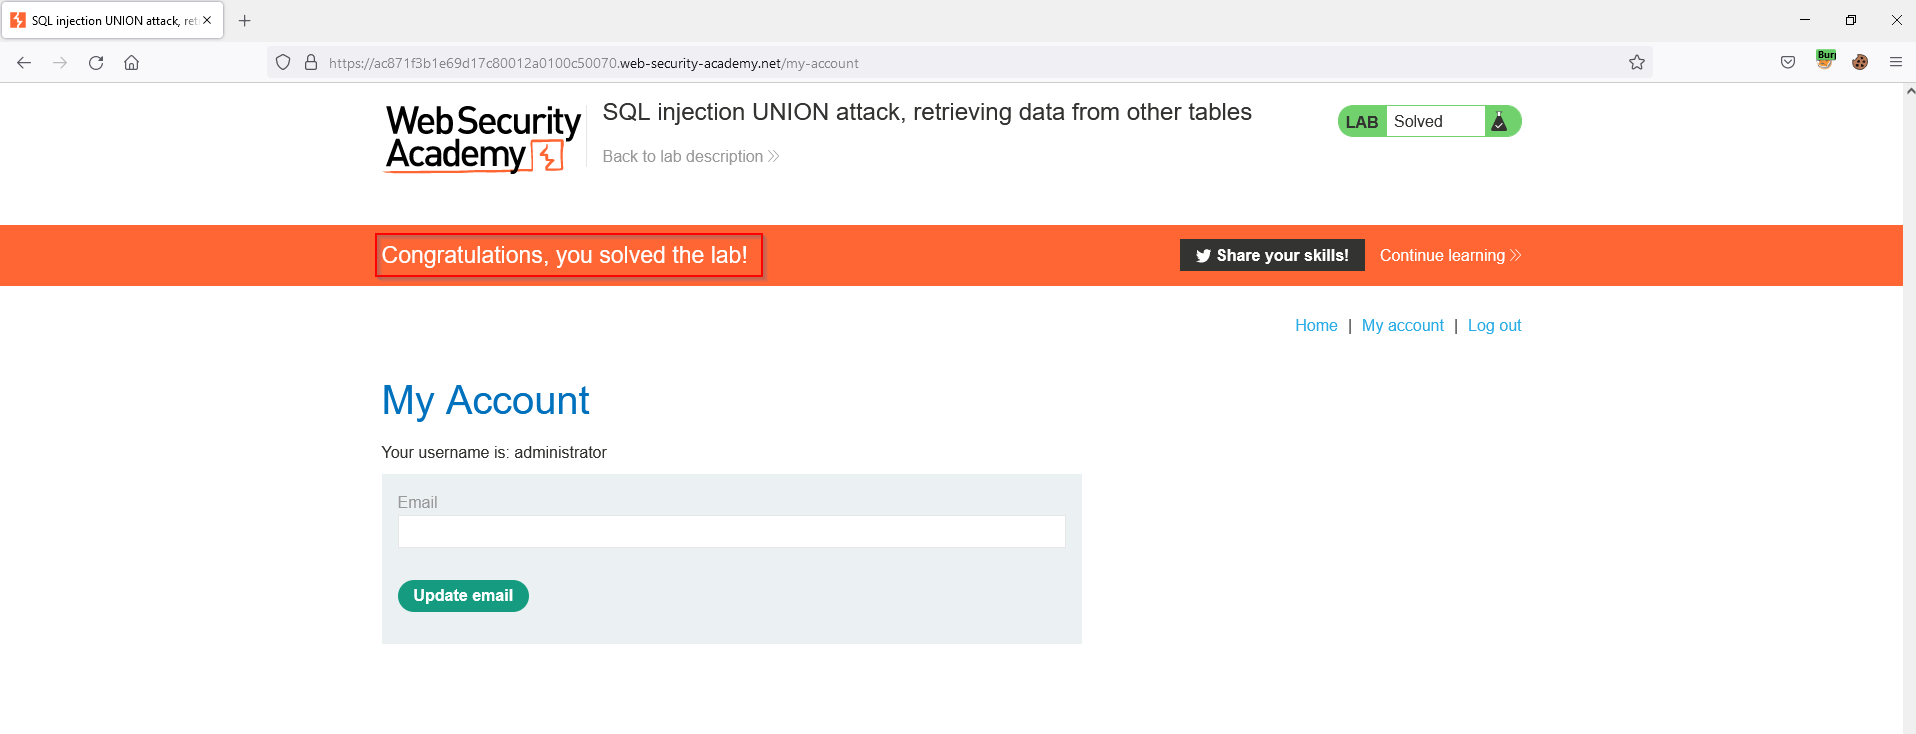 SQL injection UNION attack, ret
https://ac871f3b1e69d17c80012a0100c50070.web-security-academy.net/my-account
Burp
WebSecurity
Academy
SQL injection UNION attack, retrieving data from other tables
Back to lab description
LAB Solved
Congratulations, you solved the lab!
Share your skills!
Continue learning
Home | My account | Log out
My Account
Your username is: administrator
Email
Update email